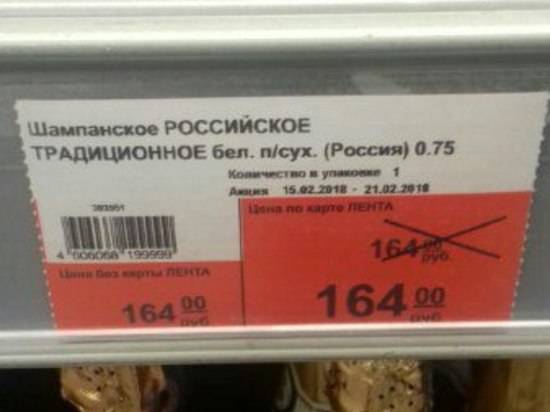 Шампанское РОССИЙСКОЕ
ТРАДИЦИОННОЕ бел. п/сух. (Россия) 0.75
Количество в упаковке 1
Акция 15.02.2018 - 21.02.2018
393951
4 606068 199999
Цена по карте ЛЕНТА
164 00
руб.
Цена без карты ЛЕНТА
164 00
руб.
164 00
руб.